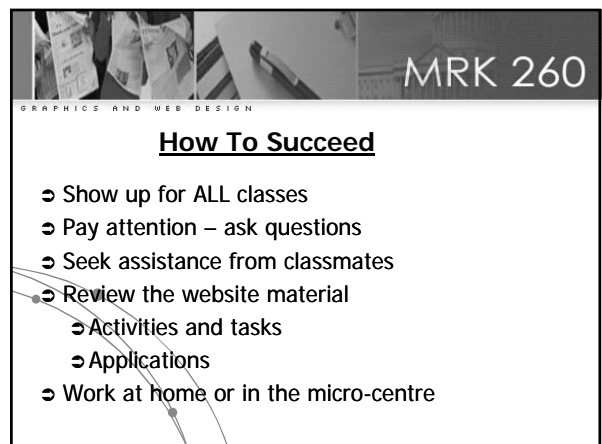 MRK 260
GRAPHICS AND WEB DESIGN
How To Succeed
➲ Show up for ALL classes
➲ Pay attention – ask questions
➲ Seek assistance from classmates
➲ Review the website material
➲ Activities and tasks
➲ Applications
➲ Work at home or in the micro-centre